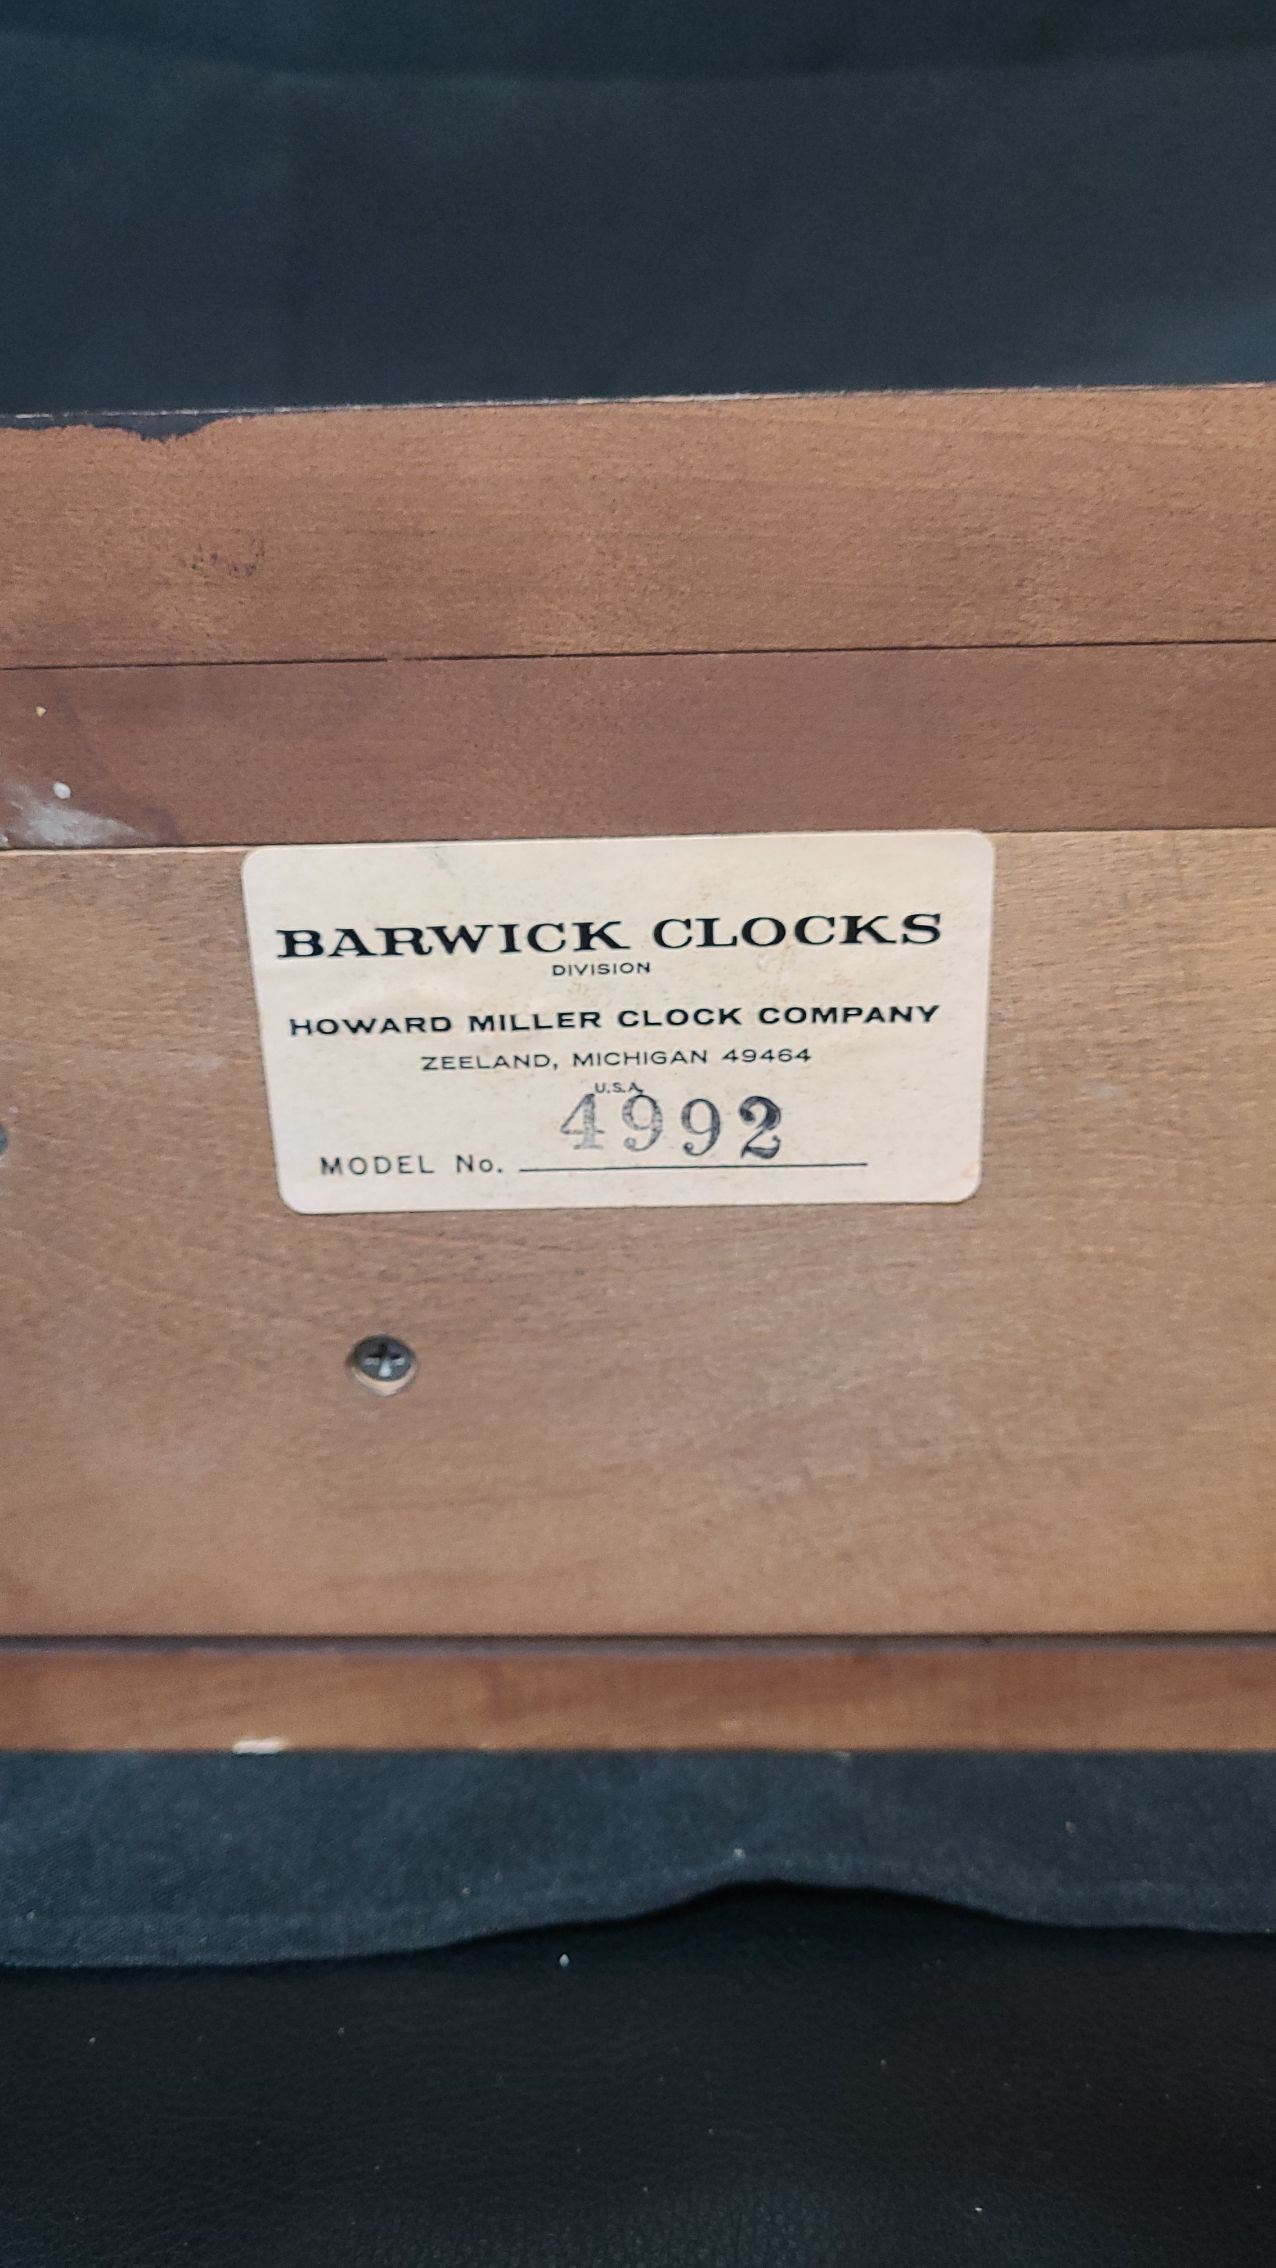 BARWICK CLOCKS
DIVISION
HOWARD MILLER CLOCK COMPANY
ZEELAND, MICHIGAN 49464
U.S.A.
MODEL No. 4992